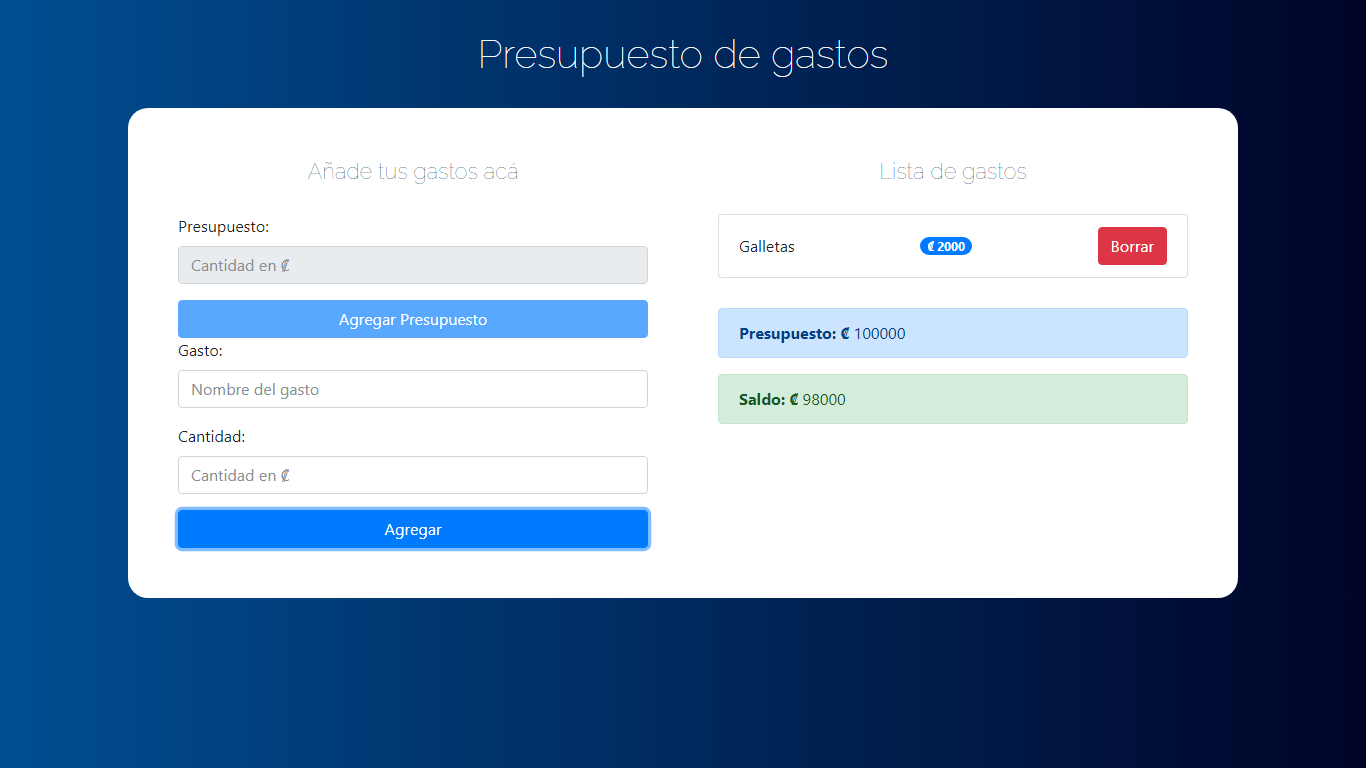 Presupuesto de gastos
Añade tus gastos acá
Presupuesto:
Cantidad en ₡
Agregar Presupuesto
Gasto:
Nombre del gasto
Cantidad:
Cantidad en ₡
Agregar
Lista de gastos
Galletas ₡ 2000 Borrar
Presupuesto: ₡ 100000
Saldo: ₡ 98000